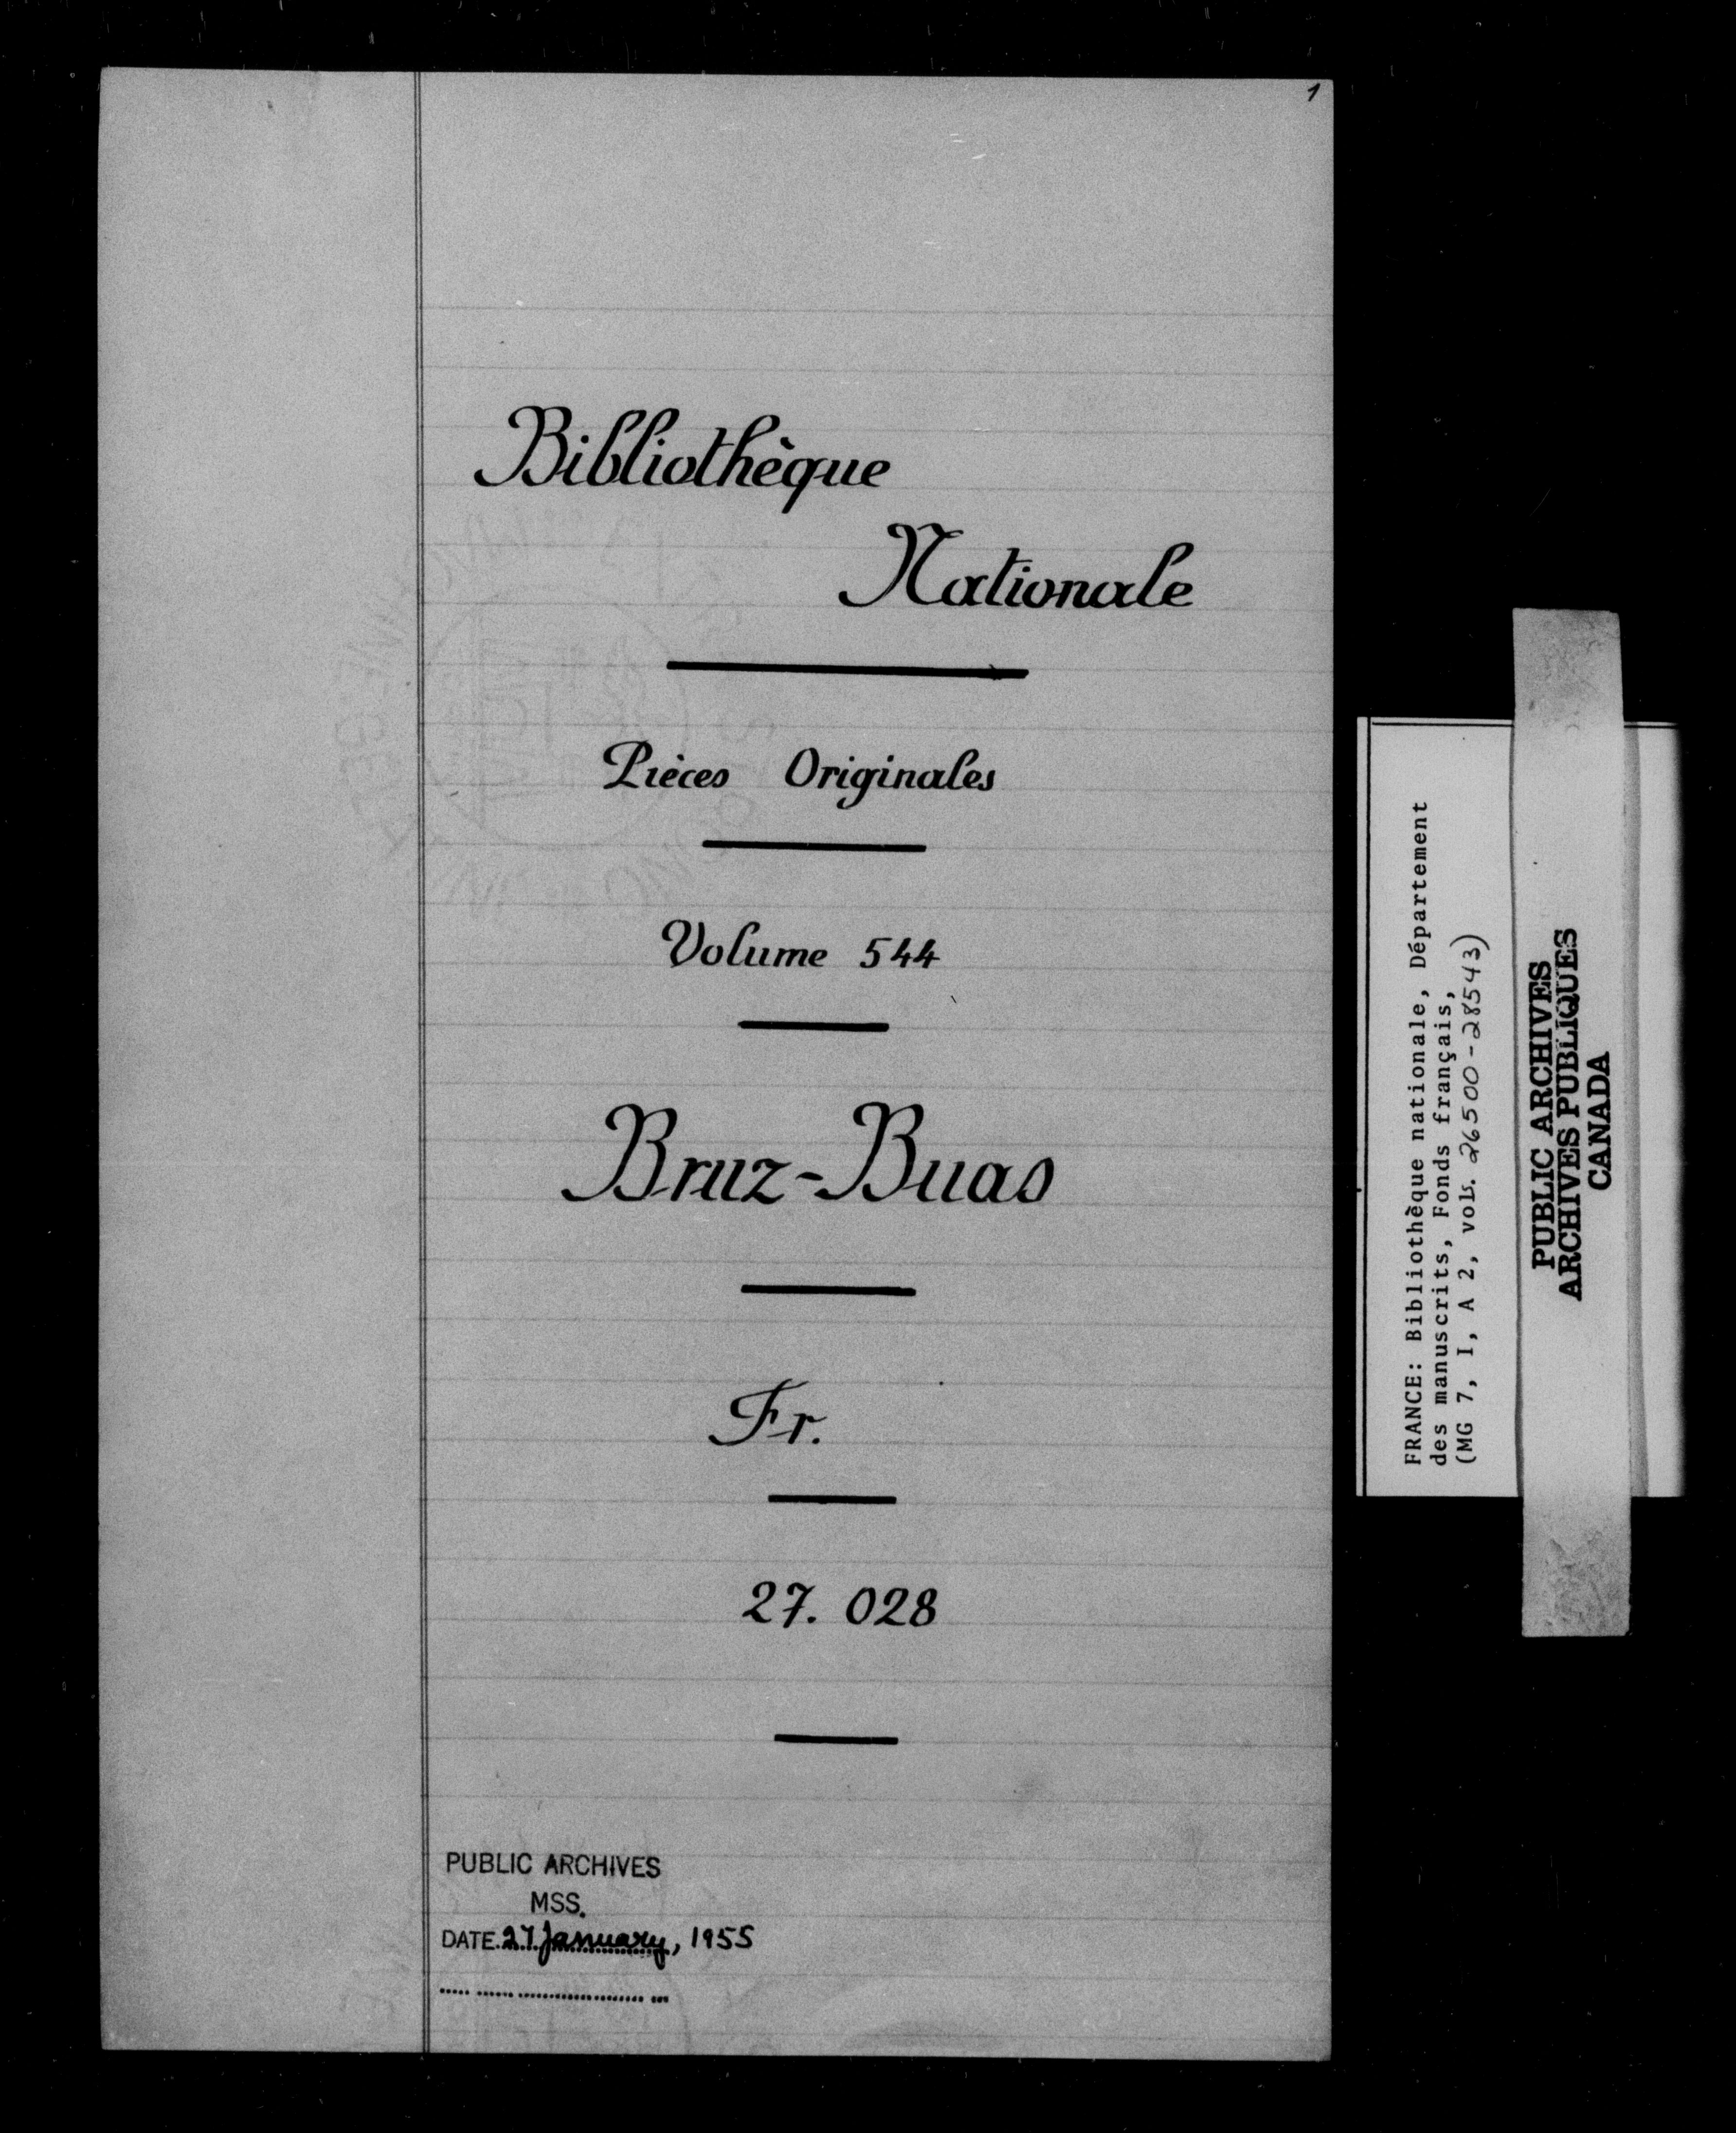 1
Bibliothèque
Nationale
Pièces Originales
Volume 544
Bruz-Buas
Fr.
27. 028
PUBLIC ARCHIVES
MSS.
DATE 27 January, 1955
FRANCE: Bibliothèque nationale, Département
des manuscrits, Fonds français,
(MG 7, I, A 2, vols. 26500-28543)
PUBLIC ARCHIVES
ARCHIVES PUBLIQUES
CANADA